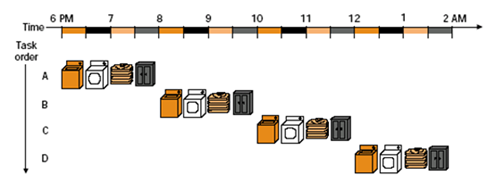 6 PM 7 8 9 10 11 12 1 2 AM
Time
Task
order
A
B
C
D